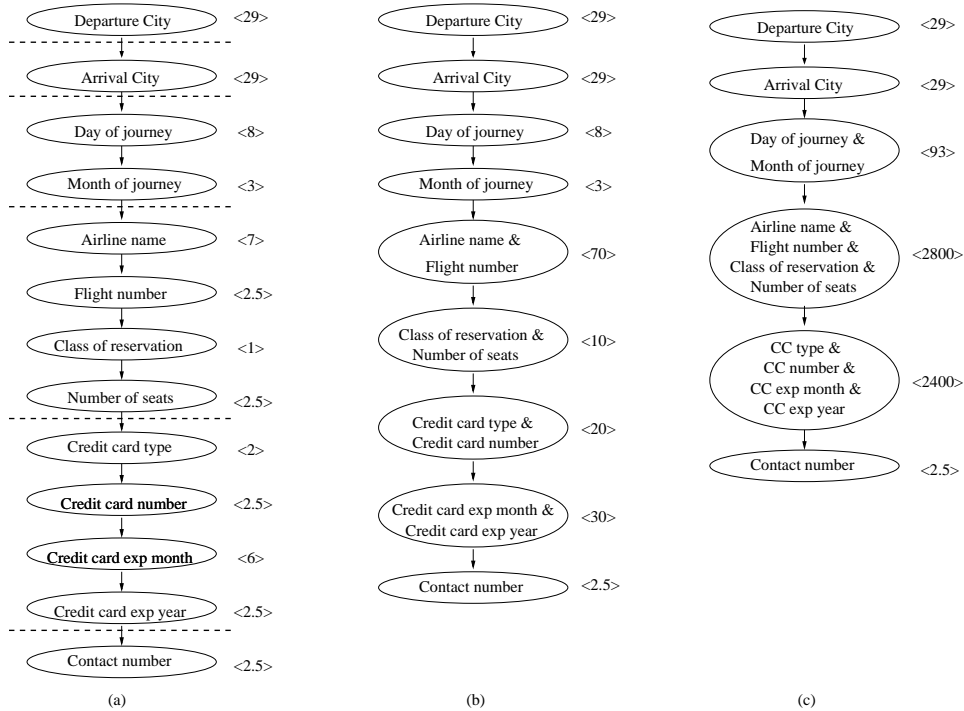 Departure City <29>
Arrival City <29>
Day of journey <8>
Month of journey <3>
Airline name <7>
Flight number <2.5>
Class of reservation <1>
Number of seats <2.5>
Credit card type <2>
Credit card number <2.5>
Credit card exp month <6>
Credit card exp year <2.5>
Contact number <2.5>
(a)
Departure City <29>
Arrival City <29>
Day of journey <8>
Month of journey <3>
Airline name &
Flight number
<70>
Class of reservation &
Number of seats
<10>
Credit card type &
Credit card number
<20>
Credit card exp month &
Credit card exp year
<30>
Contact number <2.5>
(b)
Departure City <29>
Arrival City <29>
Day of journey &
Month of journey
<93>
Airline name &
Flight number &
Class of reservation &
Number of seats
<2800>
CC type &
CC number &
CC exp month &
CC exp year
<2400>
Contact number <2.5>
(c)